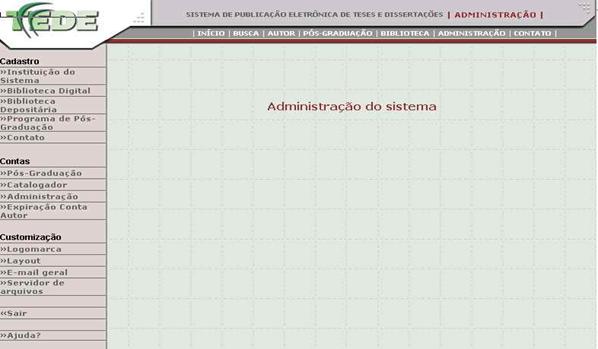 TEDE
SISTEMA DE PUBLICAÇÃO ELETRÔNICA DE TESES E DISSERTAÇÕES | ADMINISTRAÇÃO |
| INÍCIO | BUSCA | AUTOR | PÓS-GRADUAÇÃO | BIBLIOTECA | ADMINISTRAÇÃO | CONTATO |
Cadastro
»Instituição do
Sistema
»Biblioteca Digital
»Biblioteca
Depositária
»Programa de Pós-
Graduação
»Contato
Contas
»Pós-Graduação
»Catalogador
»Administração
»Expiração Conta
Autor
Customização
»Logomarca
»Layout
»E-mail geral
»Servidor de
arquivos
«Sair
»Ajuda?
Administração do sistema